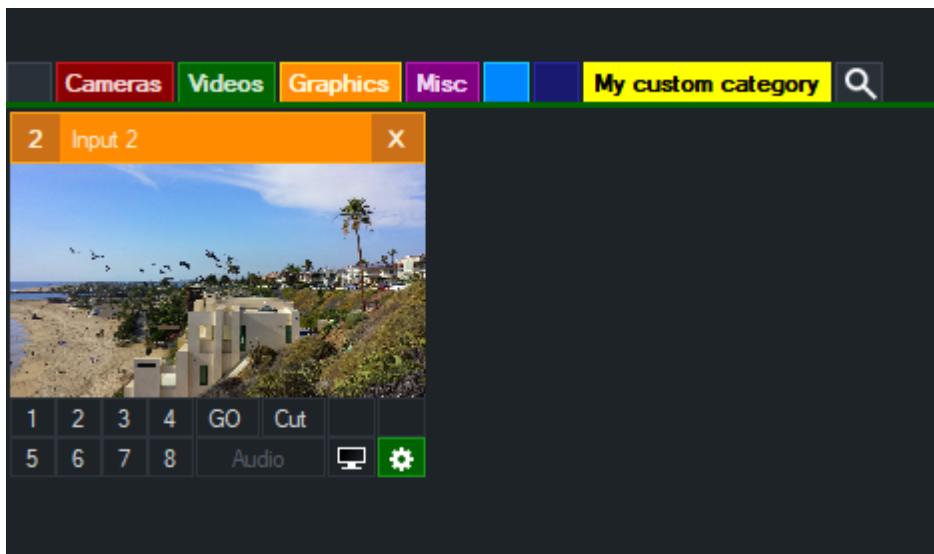 Cameras Videos Graphics Misc My custom category
2 Input 2 X
1 2 3 4 GO Cut
5 6 7 8 Audio